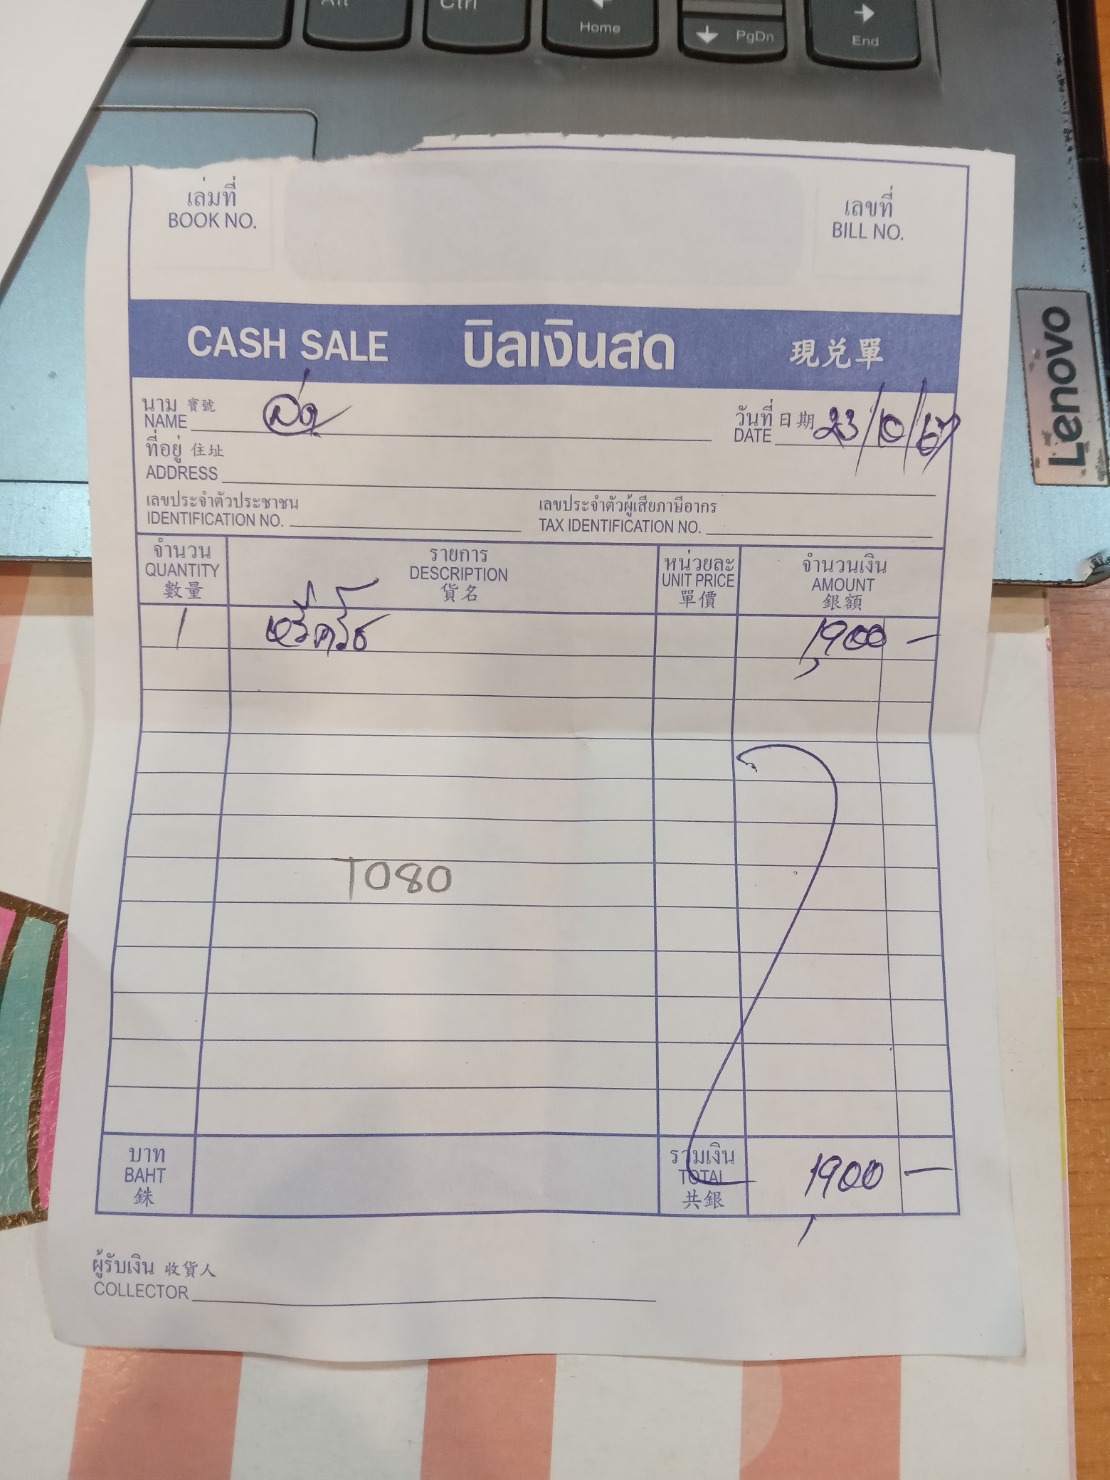 Alt
Ctrl
Home
PgDn
End
Lenovo
เล่มที่
BOOK NO.
เลขที่
BILL NO.
CASH SALE บิลเงินสด 現兑單
นาม 寶號
NAME
วันที่ 日期 23/10/67
DATE
ที่อยู่ 住址
ADDRESS
เลขประจำตัวประชาชน
IDENTIFICATION NO.
เลขประจำตัวผู้เสียภาษีอากร
TAX IDENTIFICATION NO.
จำนวน
QUANTITY
數量
รายการ
DESCRIPTION
貨名
หน่วยละ
UNIT PRICE
單價
จำนวนเงิน
AMOUNT
銀額
1 1,900 -
T080
บาท
BAHT
銖
รวมเงิน
TOTAL
共銀
1,900 -
ผู้รับเงิน 收貨人
COLLECTOR